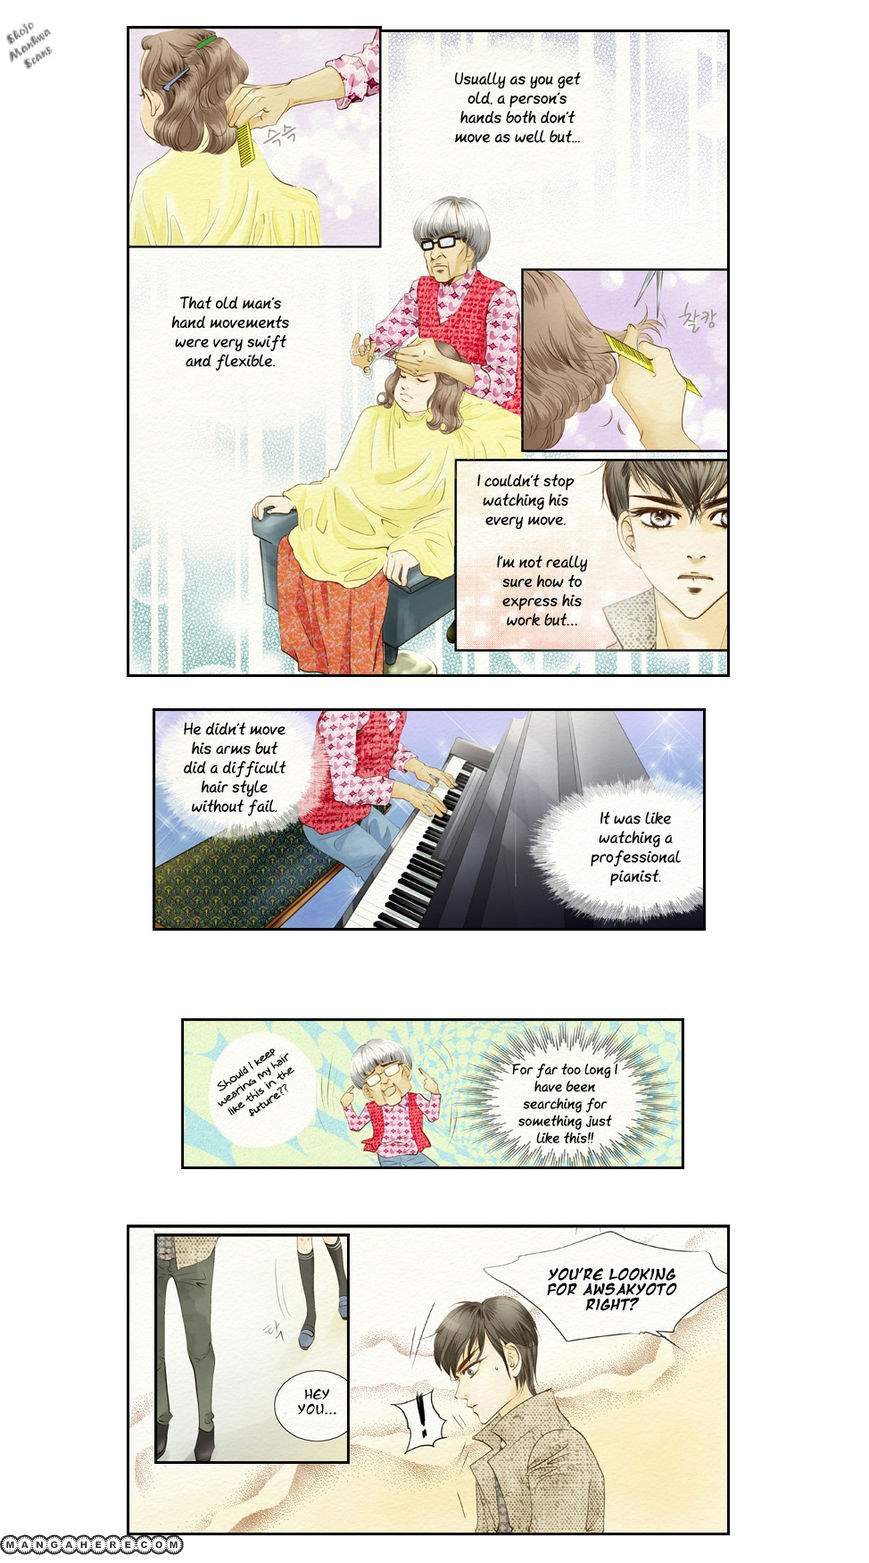 Shojo
Manhwa
Scans
Usually as you get
old, a person's
hands both don't
move as well but...
슥슥
That old man's
hand movements
were very swift
and flexible.
찰캉
I couldn't stop
watching his
every move.
I'm not really
sure how to
express his
work but...
He didn't move
his arms but
did a difficult
hair style
without fail.
It was like
watching a
professional
pianist.
Should I keep
wearing my hair
like this in the
future??
For far too long I
have been
searching for
something just
like this!!
YOU'RE LOOKING
FOR AWSAKYOTO
RIGHT?
탁
HEY
YOU...
!
MANGAHERE.COM